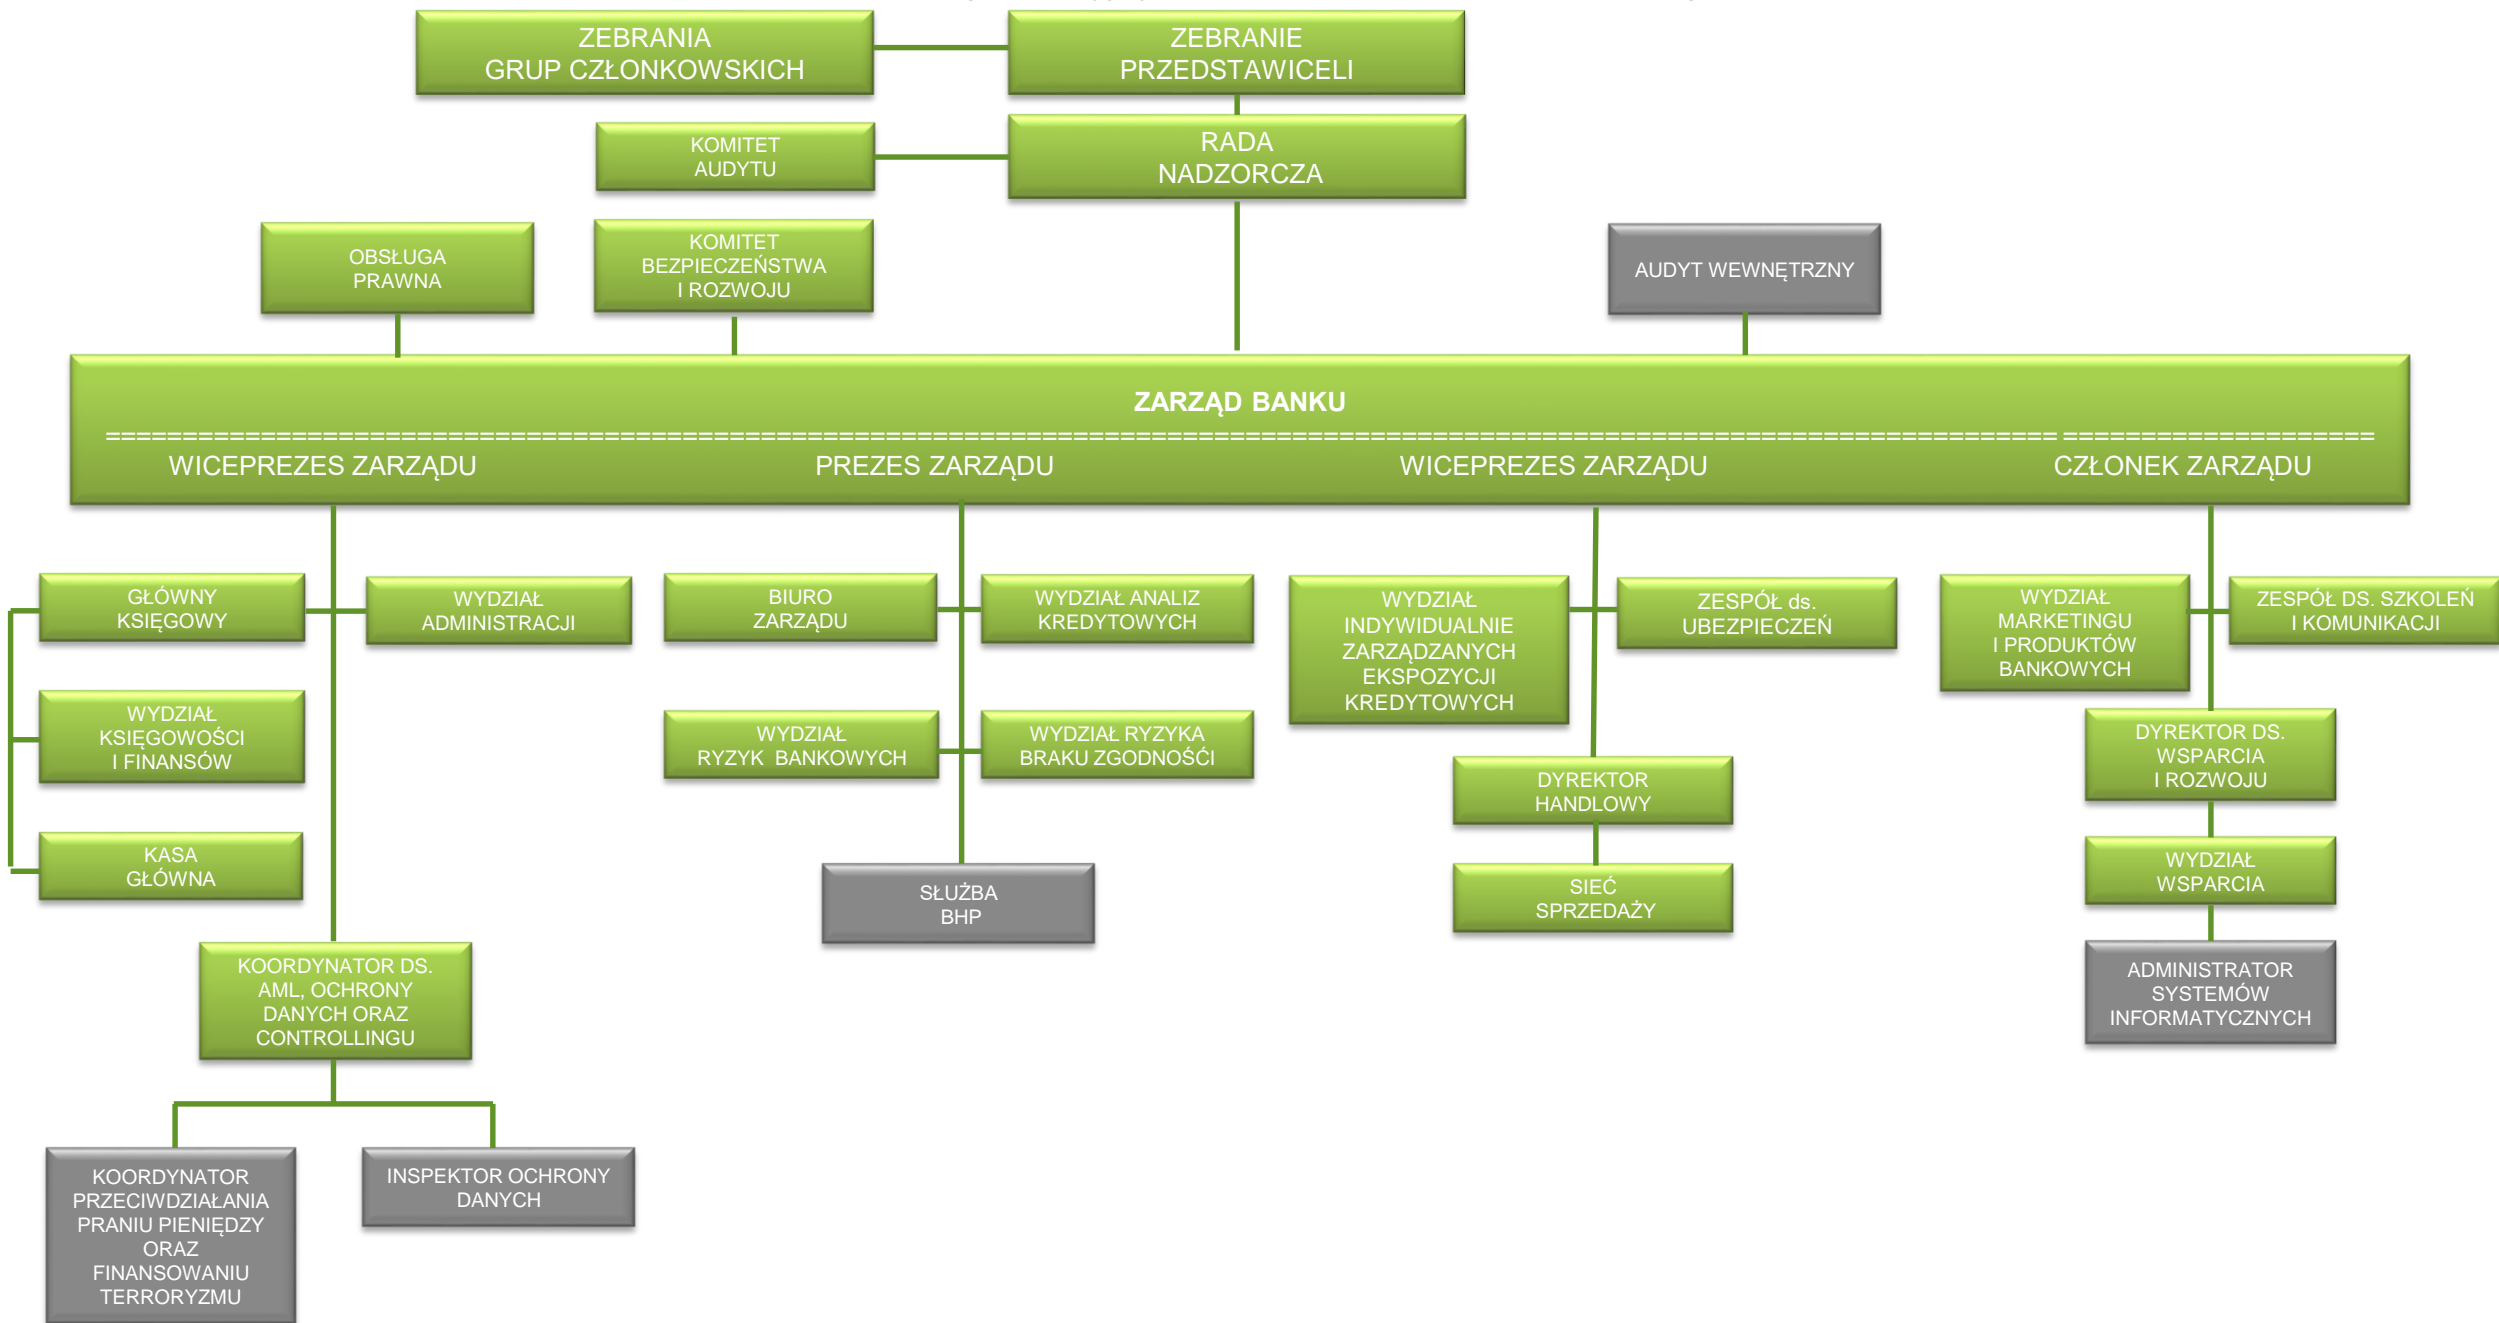 ZEBRANIA
GRUP CZŁONKOWSKICH
ZEBRANIE
PRZEDSTAWICELI
KOMITET
AUDYTU
RADA
NADZORCZA
OBSŁUGA
PRAWNA
KOMITET
BEZPIECZEŃSTWA
I ROZWOJU
AUDYT WEWNĘTRZNY
ZARZĄD BANKU
WICEPREZES ZARZĄDU
PREZES ZARZĄDU
WICEPREZES ZARZĄDU
CZŁONEK ZARZĄDU
GŁÓWNY
KSIĘGOWY
WYDZIAŁ
ADMINISTRACJI
WYDZIAŁ
KSIĘGOWOŚCI
I FINANSÓW
KASA
GŁÓWNA
KOORDYNATOR DS.
AML, OCHRONY
DANYCH ORAZ
CONTROLLINGU
KOORDYNATOR
PRZECIWDZIAŁANIA
PRANIU PIENIĘDZY
ORAZ
FINANSOWANIU
TERRORYZMU
INSPEKTOR OCHRONY
DANYCH
BIURO
ZARZĄDU
WYDZIAŁ ANALIZ
KREDYTOWYCH
WYDZIAŁ
RYZYK  BANKOWYCH
WYDZIAŁ RYZYKA
BRAKU ZGODNOŚĆI
SŁUŻBA
BHP
WYDZIAŁ
INDYWIDUALNIE
ZARZĄDZANYCH
EKSPOZYCJI
KREDYTOWYCH
ZESPÓŁ ds.
UBEZPIECZEŃ
DYREKTOR
HANDLOWY
SIEĆ
SPRZEDAŻY
WYDZIAŁ
MARKETINGU
I PRODUKTÓW
BANKOWYCH
ZESPÓŁ DS. SZKOLEŃ
I KOMUNIKACJI
DYREKTOR DS.
WSPARCIA
I ROZWOJU
WYDZIAŁ
WSPARCIA
ADMINISTRATOR
SYSTEMÓW
INFORMATYCZNYCH